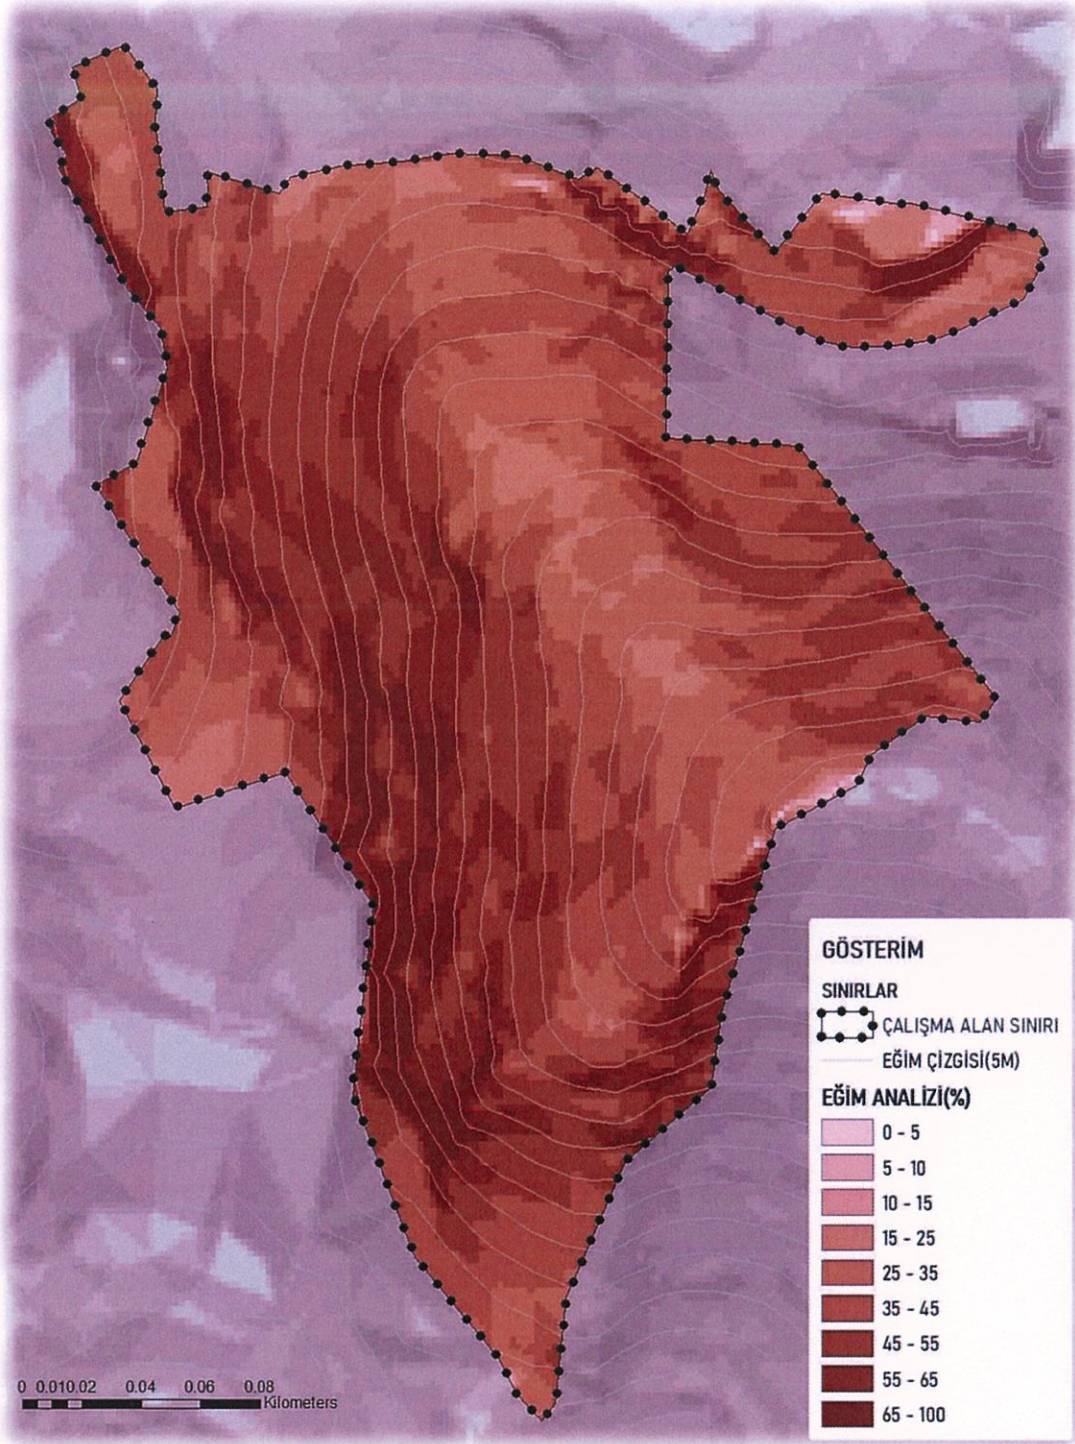 GÖSTERİM
SINIRLAR
ÇALIŞMA ALAN SINIRI
EĞİM ÇİZGİSİ(5M)
EĞİM ANALİZİ(%)
0 - 5
5 - 10
10 - 15
15 - 25
25 - 35
35 - 45
45 - 55
55 - 65
65 - 100
0 0.010.02 0.04 0.06 0.08
Kilometers